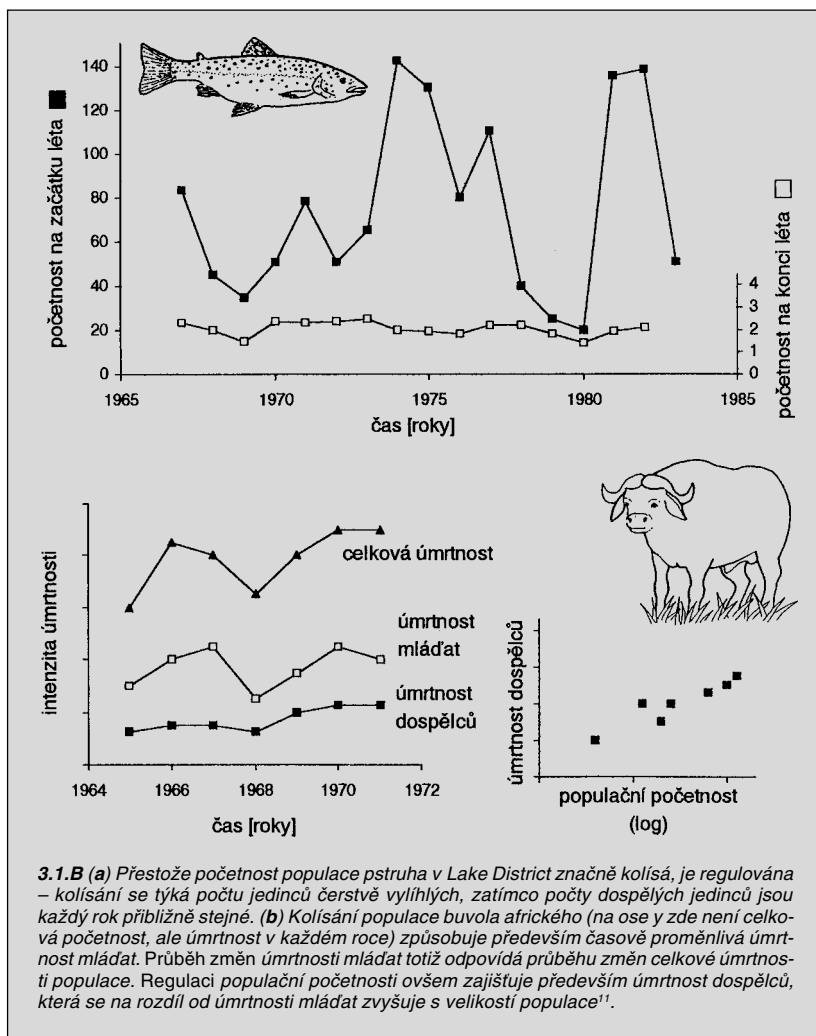 početnost na začátku léta
140
120
100
80
60
40
20
0
4
3
2
1
0
početnost na konci léta
1965
1970
1975
1980
1985
čas [roky]
intenzita úmrtnosti
celková úmrtnost
úmrtnost
mláďat
úmrtnost
dospělců
1964
1966
1968
1970
1972
čas [roky]
úmrtnost dospělců
populační početnost
(log)
3.1.B (a) Přestože početnost populace pstruha v Lake District značně kolísá, je regulována
– kolísání se týká počtu jedinců čerstvě vylíhlých, zatímco počty dospělých jedinců jsou
každý rok přibližně stejné. (b) Kolísání populace buvola afrického (na ose y zde není celko-
vá početnost, ale úmrtnost v každém roce) způsobuje především časově proměnlivá úmrt-
nost mláďat. Průběh změn úmrtnosti mláďat totiž odpovídá průběhu změn celkové úmrtnos-
ti populace. Regulaci populační početnosti ovšem zajišťuje především úmrtnost dospělců,
která se na rozdíl od úmrtnosti mláďat zvyšuje s velikostí populace¹¹.